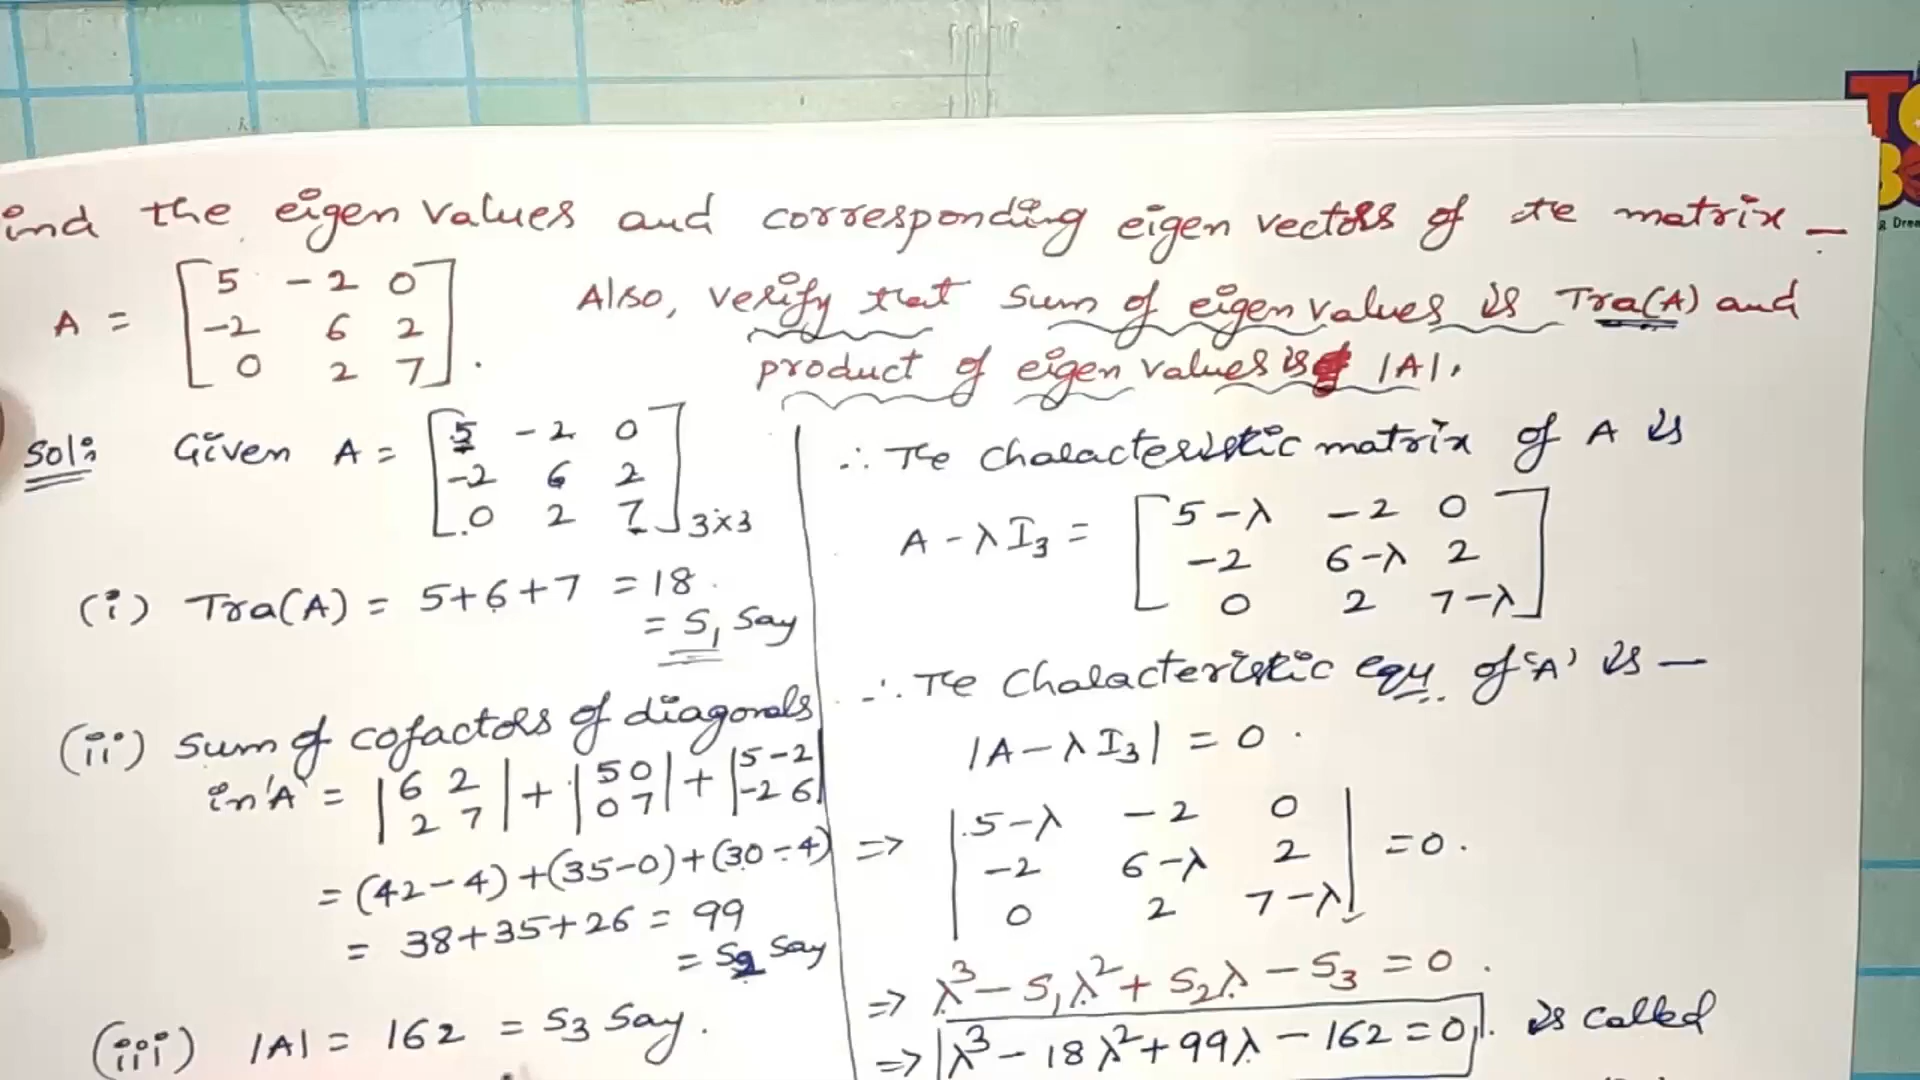 ind the eigen values and corresponding eigen vectors of the matrix –
A = [5 -2 0
-2 6 2
0 2 7].
Also, verify that sum of eigen values is Tra(A) and
product of eigen values is |A|.
Sol: Given A = [5 -2 0
-2 6 2
0 2 7]3×3
(i) Tra(A) = 5+6+7 = 18.
= S1 Say
(ii) Sum of cofactors of diagonals
in 'A' = |6 2
2 7| + |5 0
0 7| + |5 -2
-2 6|
= (42-4)+(35-0)+(30-4)
= 38+35+26 = 99
= S2 Say
(iii) |A| = 162 = S3 Say.
∴ The characteristic matrix of A is
A - λI3 = [5-λ -2 0
-2 6-λ 2
0 2 7-λ]
∴ The Characteristic equ. of 'A' is —
|A-λI3| = 0.
=> |5-λ -2 0
-2 6-λ 2
0 2 7-λ| = 0.
=> λ³ - S1λ² + S2λ - S3 = 0.
=> λ³ - 18λ² + 99λ - 162 = 0. is called